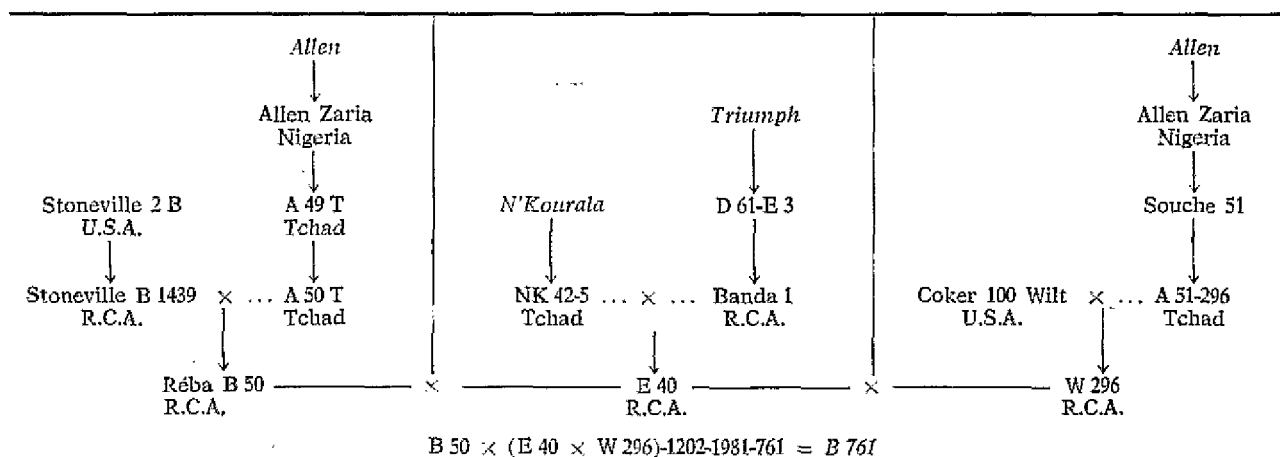 Allen Allen
Allen Zaria Triumph Allen Zaria
Nigeria Nigeria
Stoneville 2 B A 49 T N'Kourala D 61-E 3 Souche 51
U.S.A. Tchad
Stoneville B 1439 × ... A 50 T NK 42-5 ... × ... Banda 1 Coker 100 Wilt × ... A 51-296
R.C.A. Tchad Tchad R.C.A. U.S.A. Tchad
Réba B 50 × E 40 × W 296
R.C.A. R.C.A. R.C.A.
B 50 × (E 40 × W 296)-1202-1981-761 = B 761